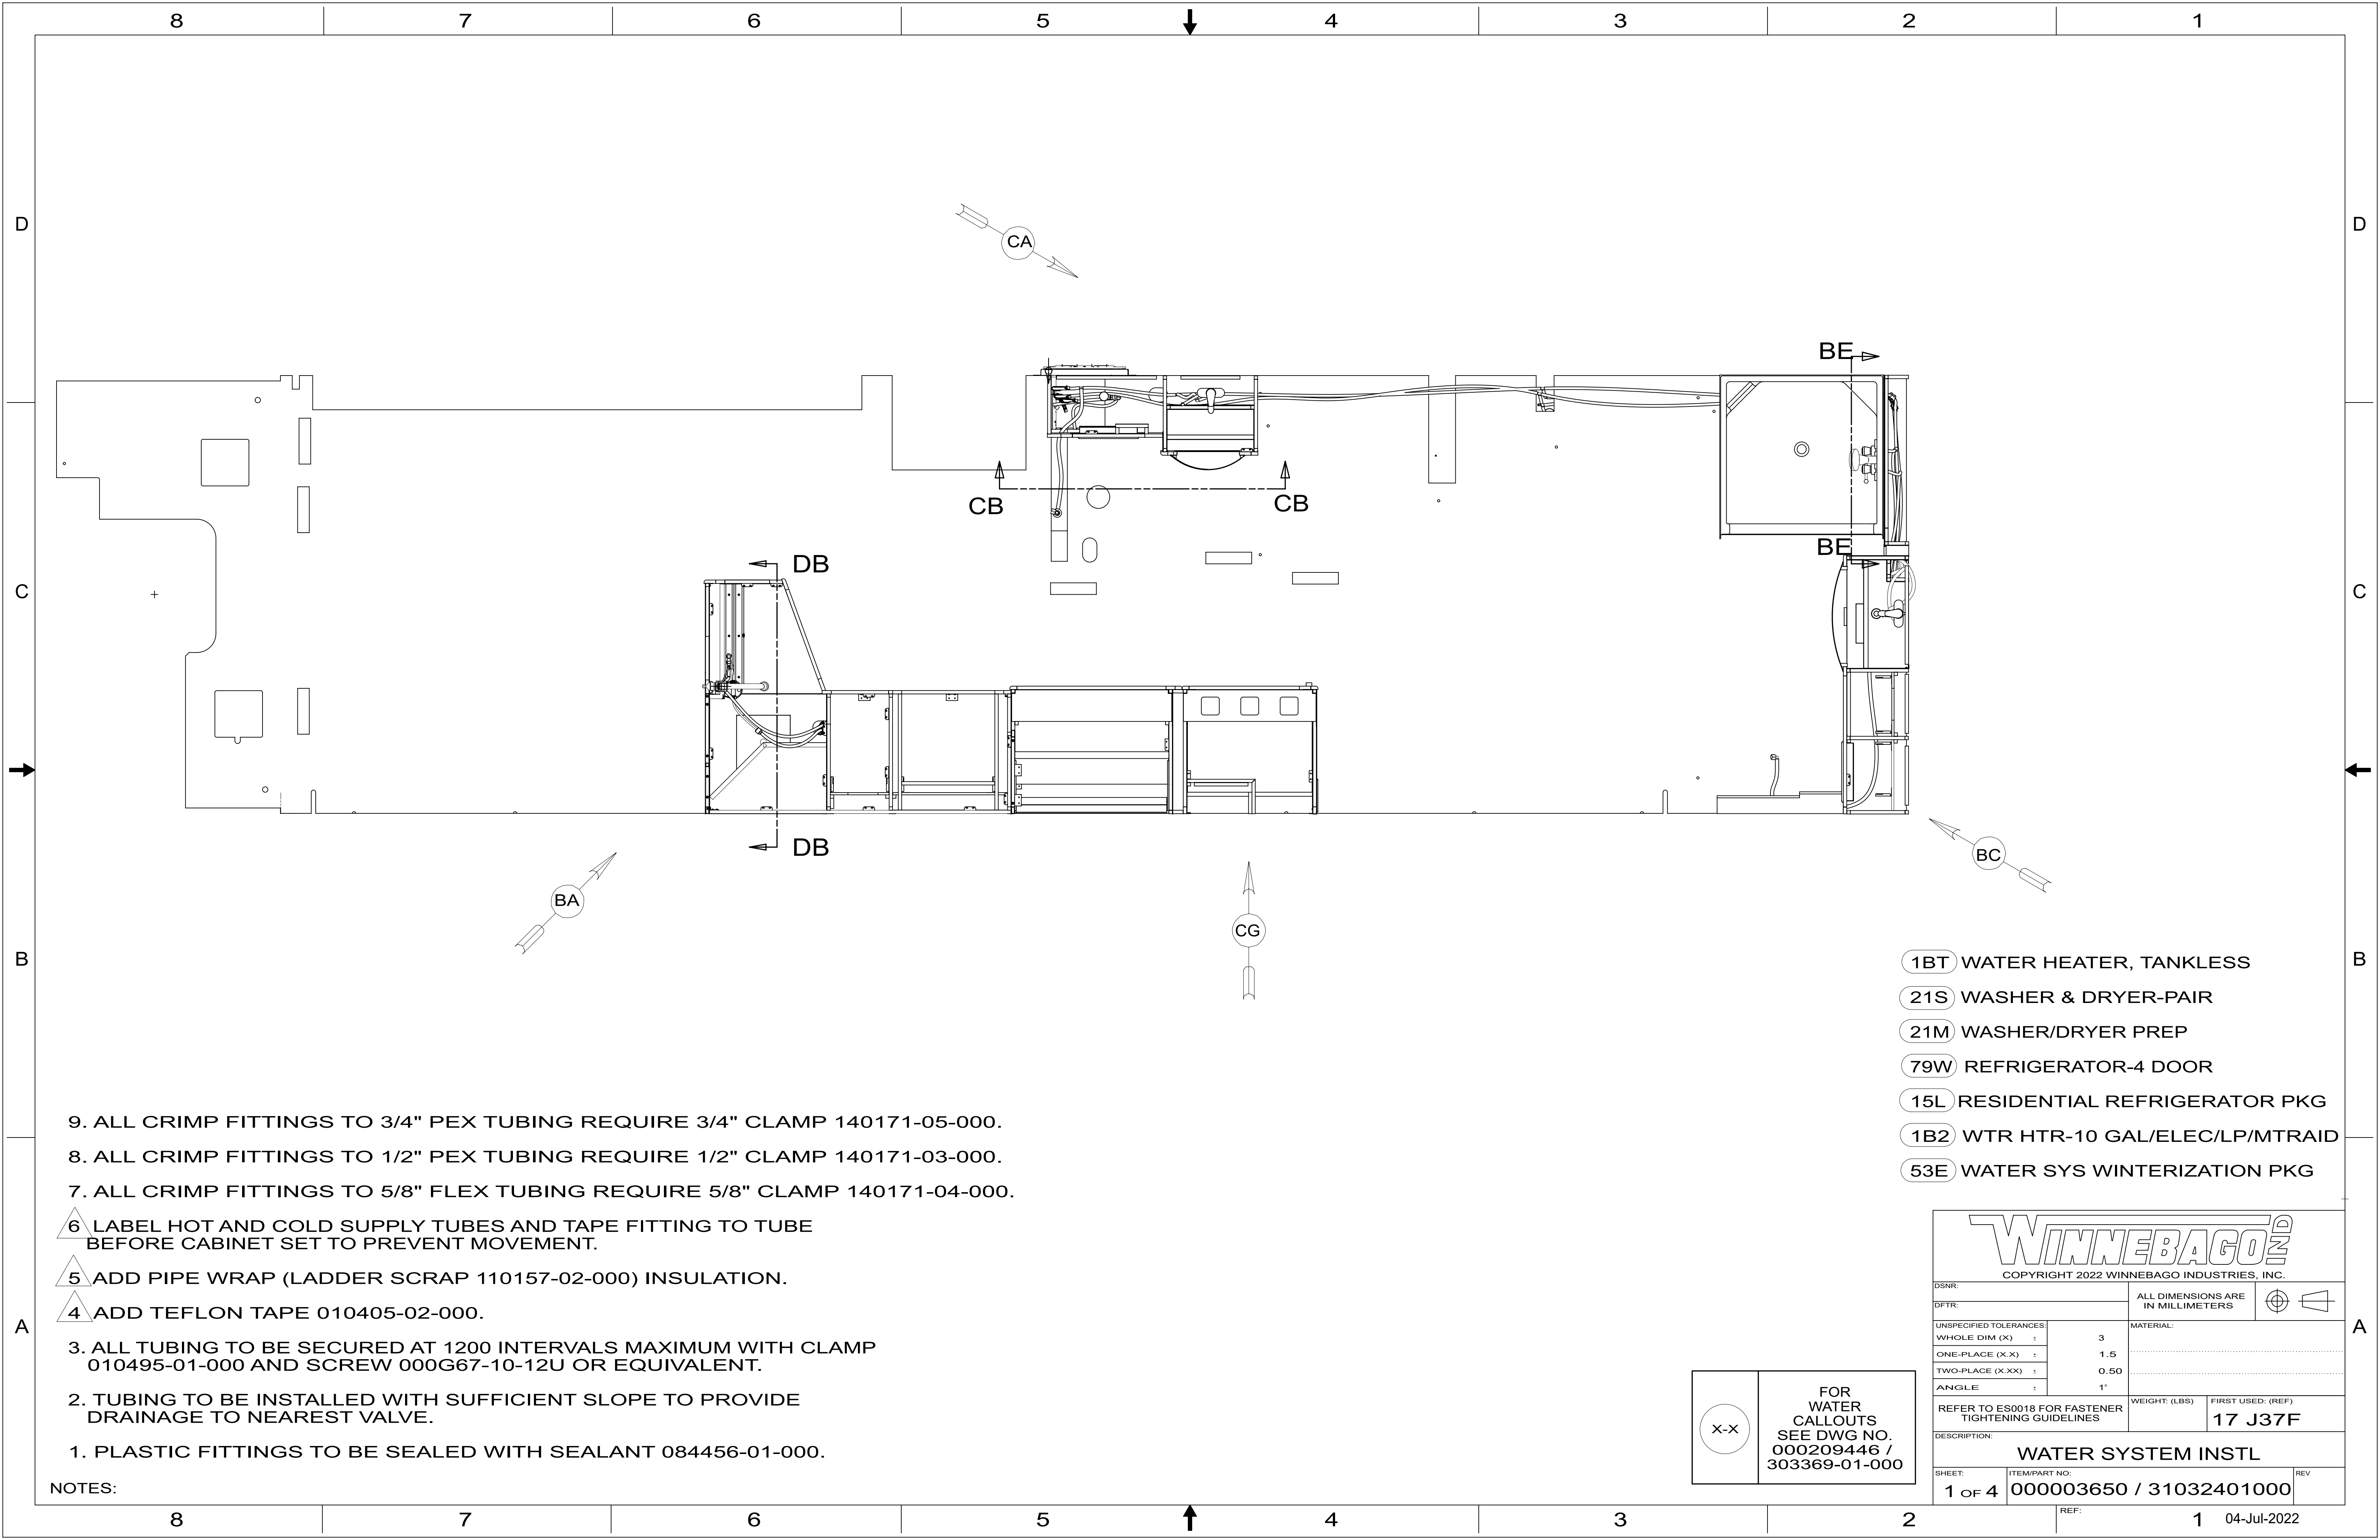 8 7 6 5 4 3 2 1
D D
CA
BE
CB CB
BE
DB
C C
DB
BC
BA
CG
B B
1BT WATER HEATER, TANKLESS
21S WASHER & DRYER-PAIR
21M WASHER/DRYER PREP
79W REFRIGERATOR-4 DOOR
15L RESIDENTIAL REFRIGERATOR PKG
1B2 WTR HTR-10 GAL/ELEC/LP/MTRAID
53E WATER SYS WINTERIZATION PKG
9. ALL CRIMP FITTINGS TO 3/4" PEX TUBING REQUIRE 3/4" CLAMP 140171-05-000.
8. ALL CRIMP FITTINGS TO 1/2" PEX TUBING REQUIRE 1/2" CLAMP 140171-03-000.
7. ALL CRIMP FITTINGS TO 5/8" FLEX TUBING REQUIRE 5/8" CLAMP 140171-04-000.
6 LABEL HOT AND COLD SUPPLY TUBES AND TAPE FITTING TO TUBE
BEFORE CABINET SET TO PREVENT MOVEMENT.
5 ADD PIPE WRAP (LADDER SCRAP 110157-02-000) INSULATION.
4 ADD TEFLON TAPE 010405-02-000.
3. ALL TUBING TO BE SECURED AT 1200 INTERVALS MAXIMUM WITH CLAMP
010495-01-000 AND SCREW 000G67-10-12U OR EQUIVALENT.
2. TUBING TO BE INSTALLED WITH SUFFICIENT SLOPE TO PROVIDE
DRAINAGE TO NEAREST VALVE.
1. PLASTIC FITTINGS TO BE SEALED WITH SEALANT 084456-01-000.
NOTES:
A A
X-X
FOR
WATER
CALLOUTS
SEE DWG NO.
000209446 /
303369-01-000
WINNEBAGO IND
COPYRIGHT 2022 WINNEBAGO INDUSTRIES, INC.
DSNR:
DFTR:
ALL DIMENSIONS ARE
IN MILLIMETERS
UNSPECIFIED TOLERANCES:
WHOLE DIM (X) ± 3
ONE-PLACE (X.X) ± 1.5
TWO-PLACE (X.XX) ± 0.50
ANGLE ± 1°
MATERIAL:
REFER TO ES0018 FOR FASTENER
TIGHTENING GUIDELINES
WEIGHT: (LBS)
FIRST USED: (REF)
17 J37F
DESCRIPTION:
WATER SYSTEM INSTL
SHEET:
1 OF 4
ITEM/PART NO:
000003650 / 31032401000
REV
8 7 6 5 4 3 2 1
REF:
04-Jul-2022